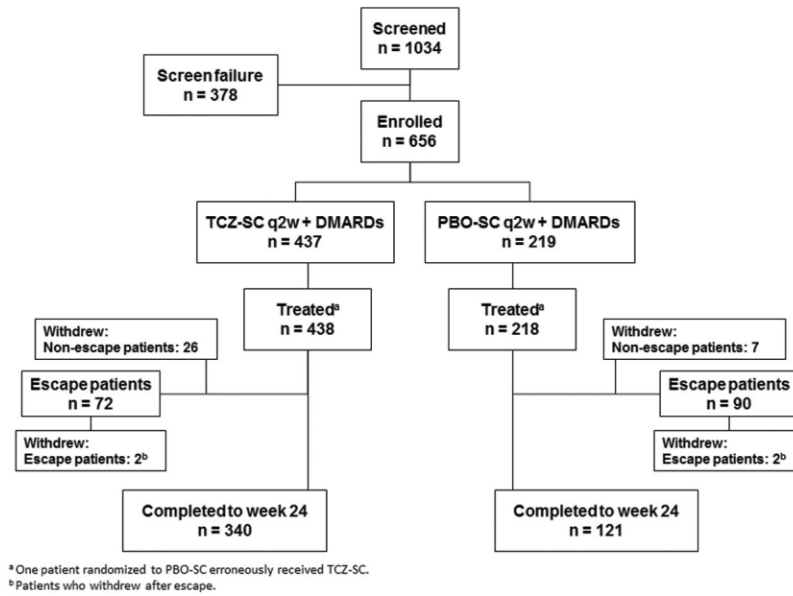 Screened
n = 1034
Screen failure
n = 378
Enrolled
n = 656
TCZ-SC q2w + DMARDs
n = 437
PBO-SC q2w + DMARDs
n = 219
Treatedᵃ
n = 438
Treatedᵃ
n = 218
Withdrew:
Non-escape patients: 26
Withdrew:
Non-escape patients: 7
Escape patients
n = 72
Escape patients
n = 90
Withdrew:
Escape patients: 2ᵇ
Withdrew:
Escape patients: 2ᵇ
Completed to week 24
n = 340
Completed to week 24
n = 121
ᵃ One patient randomized to PBO-SC erroneously received TCZ-SC.
ᵇ Patients who withdrew after escape.